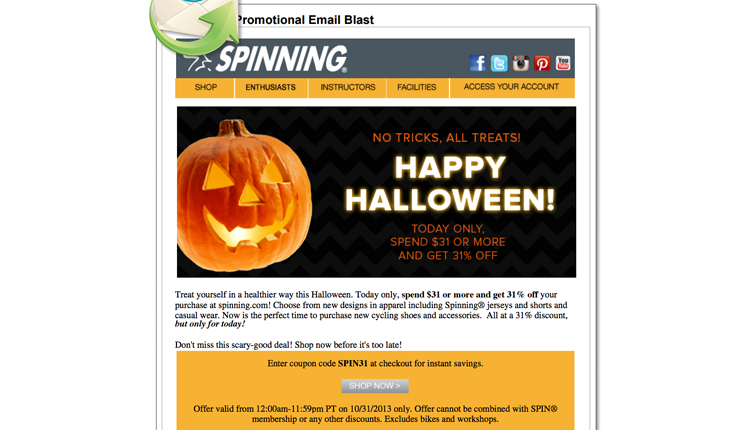 Promotional Email Blast
SPINNING®
You
Tube
SHOP ENTHUSIASTS INSTRUCTORS FACILITIES ACCESS YOUR ACCOUNT
NO TRICKS, ALL TREATS!
HAPPY
HALLOWEEN!
TODAY ONLY,
SPEND $31 OR MORE
AND GET 31% OFF
Treat yourself in a healthier way this Halloween. Today only, spend $31 or more and get 31% off your
purchase at spinning.com! Choose from new designs in apparel including Spinning® jerseys and shorts and
casual wear. Now is the perfect time to purchase new cycling shoes and accessories. All at a 31% discount,
but only for today!
Don't miss this scary-good deal! Shop now before it's too late!
Enter coupon code SPIN31 at checkout for instant savings.
SHOP NOW >
Offer valid from 12:00am-11:59pm PT on 10/31/2013 only. Offer cannot be combined with SPIN®
membership or any other discounts. Excludes bikes and workshops.